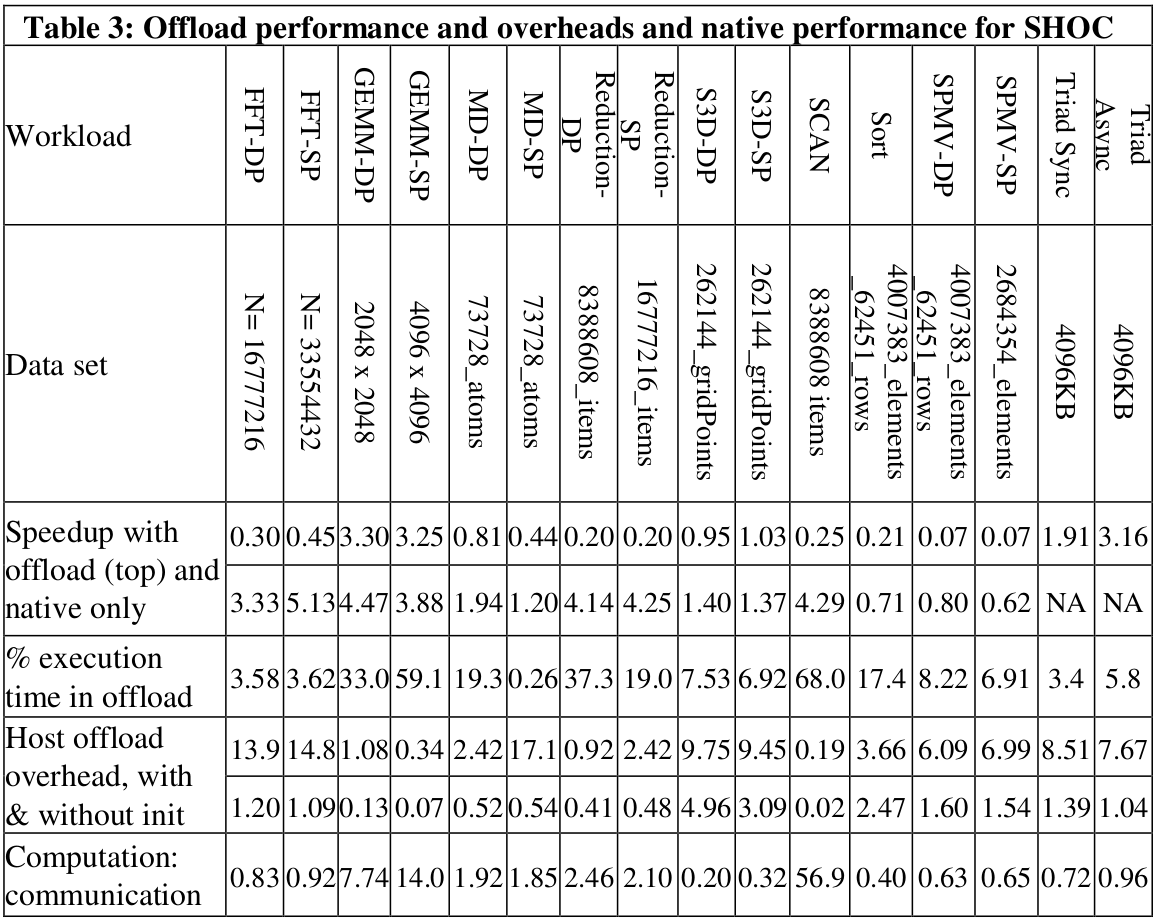 Table 3: Offload performance and overheads and native performance for SHOC
Workload
FFT-DP
FFT-SP
GEMM-DP
GEMM-SP
MD-DP
MD-SP
Reduction-
DP
Reduction-
SP
S3D-DP
S3D-SP
SCAN
Sort
SPMV-DP
SPMV-SP
Triad Sync
Triad
Async
Data set
N= 16777216
N= 33554432
2048 x 2048
4096 x 4096
73728_atoms
73728_atoms
8388608_items
16777216_items
262144_gridPoints
262144_gridPoints
8388608 items
4007383_elements
_62451_rows
4007383_elements
_62451_rows
2684354_elements
4096KB
4096KB
Speedup with
offload (top) and
native only
0.30 0.45 3.30 3.25 0.81 0.44 0.20 0.20 0.95 1.03 0.25 0.21 0.07 0.07 1.91 3.16
3.33 5.13 4.47 3.88 1.94 1.20 4.14 4.25 1.40 1.37 4.29 0.71 0.80 0.62 NA NA
% execution
time in offload
3.58 3.62 33.0 59.1 19.3 0.26 37.3 19.0 7.53 6.92 68.0 17.4 8.22 6.91 3.4 5.8
Host offload
overhead, with
& without init
13.9 14.8 1.08 0.34 2.42 17.1 0.92 2.42 9.75 9.45 0.19 3.66 6.09 6.99 8.51 7.67
1.20 1.09 0.13 0.07 0.52 0.54 0.41 0.48 4.96 3.09 0.02 2.47 1.60 1.54 1.39 1.04
Computation:
communication
0.83 0.92 7.74 14.0 1.92 1.85 2.46 2.10 0.20 0.32 56.9 0.40 0.63 0.65 0.72 0.96